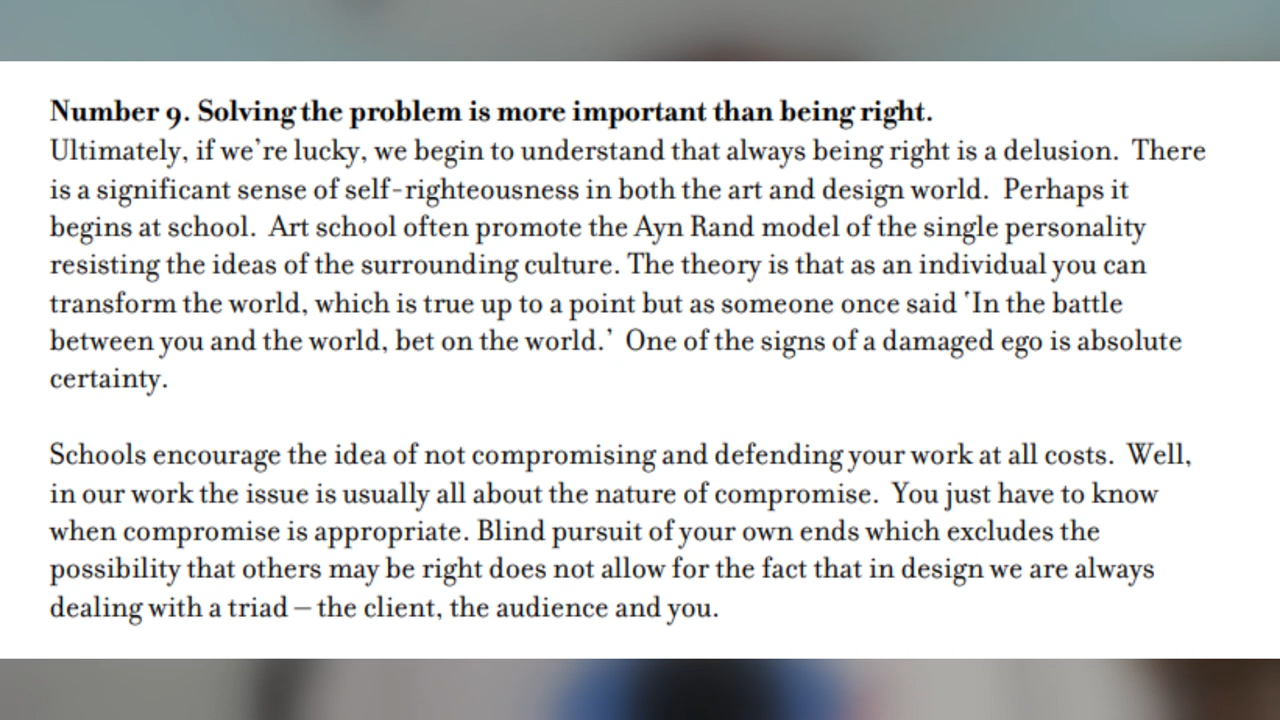 Number 9. Solving the problem is more important than being right.
Ultimately, if we’re lucky, we begin to understand that always being right is a delusion.  There
is a significant sense of self-righteousness in both the art and design world.  Perhaps it
begins at school.  Art school often promote the Ayn Rand model of the single personality
resisting the ideas of the surrounding culture. The theory is that as an individual you can
transform the world, which is true up to a point but as someone once said ‘In the battle
between you and the world, bet on the world.’  One of the signs of a damaged ego is absolute
certainty.
Schools encourage the idea of not compromising and defending your work at all costs.  Well,
in our work the issue is usually all about the nature of compromise.  You just have to know
when compromise is appropriate. Blind pursuit of your own ends which excludes the
possibility that others may be right does not allow for the fact that in design we are always
dealing with a triad – the client, the audience and you.